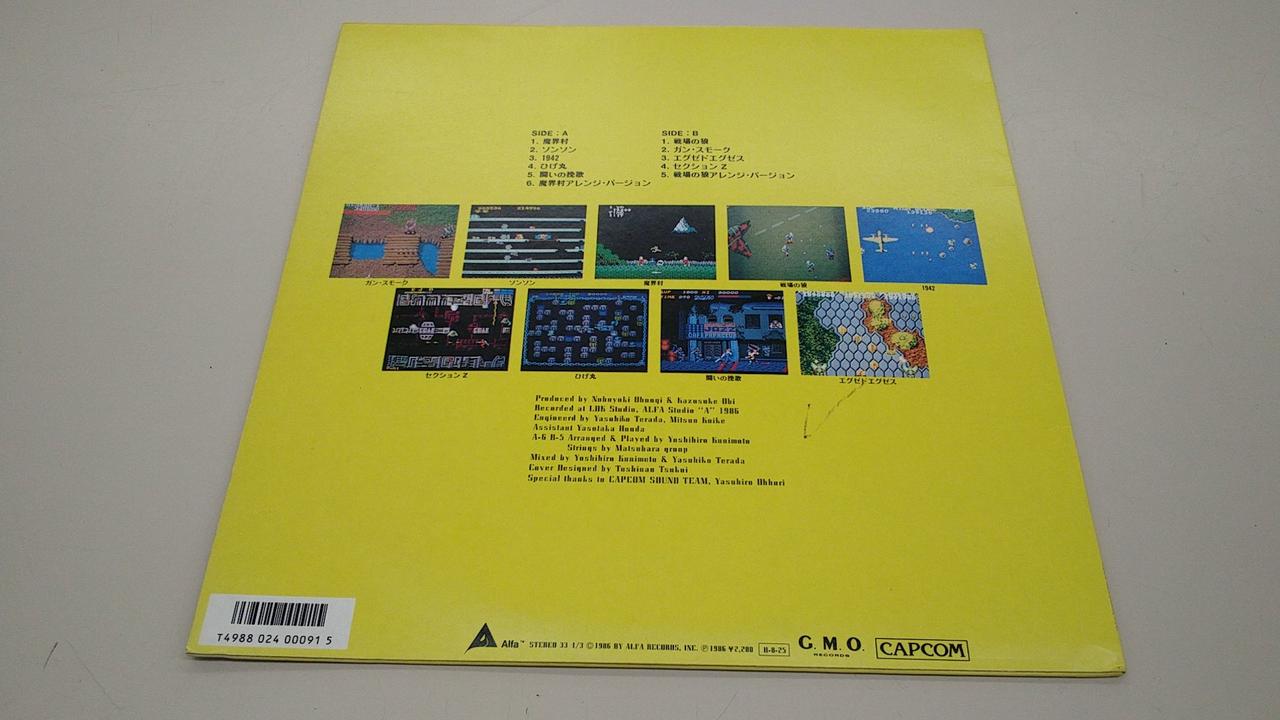 SIDE : A
1. 魔界村
2. ソンソン
3. 1942
4. ひげ丸
5. 闘いの挽歌
6. 魔界村アレンジ・バージョン
SIDE : B
1. 戦場の狼
2. ガン・スモーク
3. エグゼドエグゼス
4. セクション Z
5. 戦場の狼アレンジ・バージョン
ガン・スモーク
ソンソン
魔界村
戦場の狼
1942
セクション Z
ひげ丸
闘いの挽歌
エグゼドエグゼス
Produced by Nobuyuki Ohnogi & Kazusuke Obi
Recorded at LDK Studio, ALFA Studio "A" 1986
Engineerd by Yasuhiko Terada, Mitsuo Koike
Assistant Yasutaka Honda
A-6 B-5 Arranged & Played by Yoshihiro Kunimoto
Strings by Matsubara group
Mixed by Yoshihiro Kunimoto & Yasuhiko Terada
Cover Designed by Toshinao Tsukui
Special thanks to CAPCOM SOUND TEAM, Yasuhiro Ohhori
T4988 024 00091 5
Alfa™ STEREO 33 1/3 ©1986 BY ALFA RECORDS, INC. ℗1986 ¥2,200 H・8・25 G.M.O. RECORDS CAPCOM